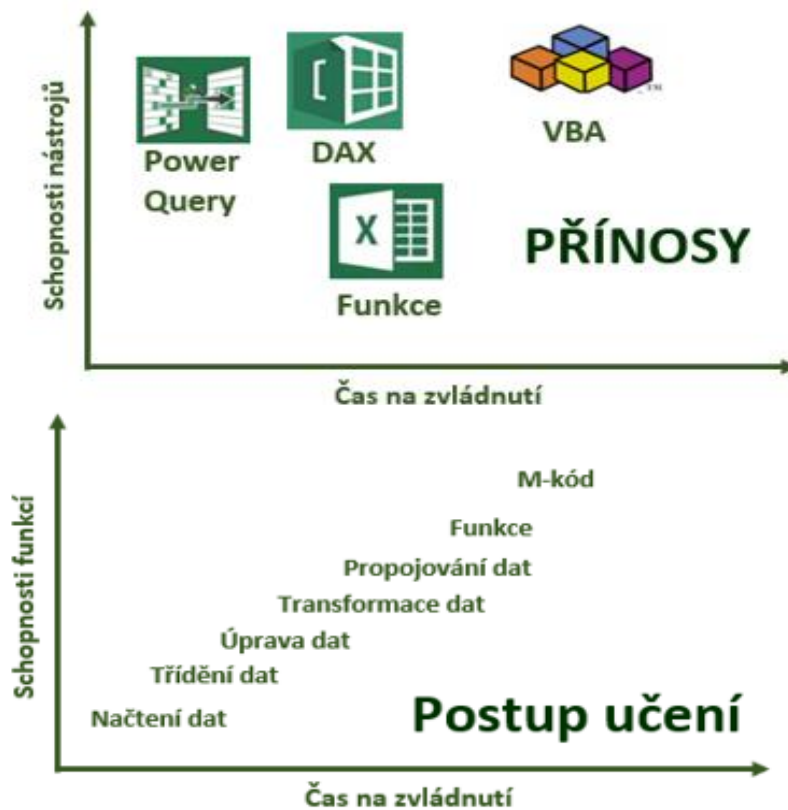 Schopnosti nástrojů
Power
Query
DAX
VBA
TM
X
Funkce
PŘÍNOSY
Čas na zvládnutí
Schopnosti funkcí
M-kód
Funkce
Propojování dat
Transformace dat
Úprava dat
Třídění dat
Načtení dat
Postup učení
Čas na zvládnutí